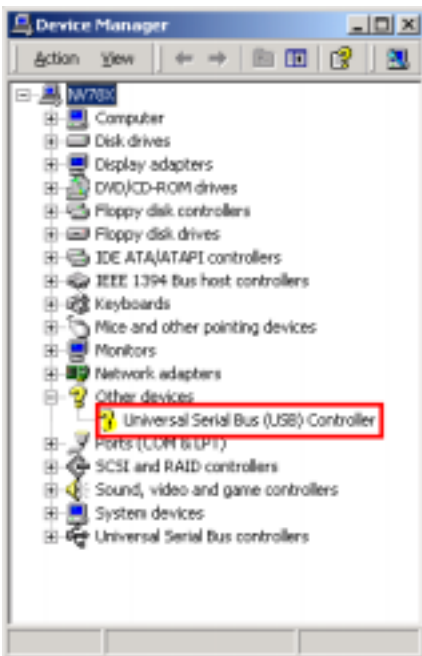 Device Manager
Action View
NV78X
Computer
Disk drives
Display adapters
DVD/CD-ROM drives
Floppy disk controllers
Floppy disk drives
IDE ATA/ATAPI controllers
IEEE 1394 Bus host controllers
Keyboards
Mice and other pointing devices
Monitors
Network adapters
Other devices
Universal Serial Bus (USB) Controller
Ports (COM & LPT)
SCSI and RAID controllers
Sound, video and game controllers
System devices
Universal Serial Bus controllers